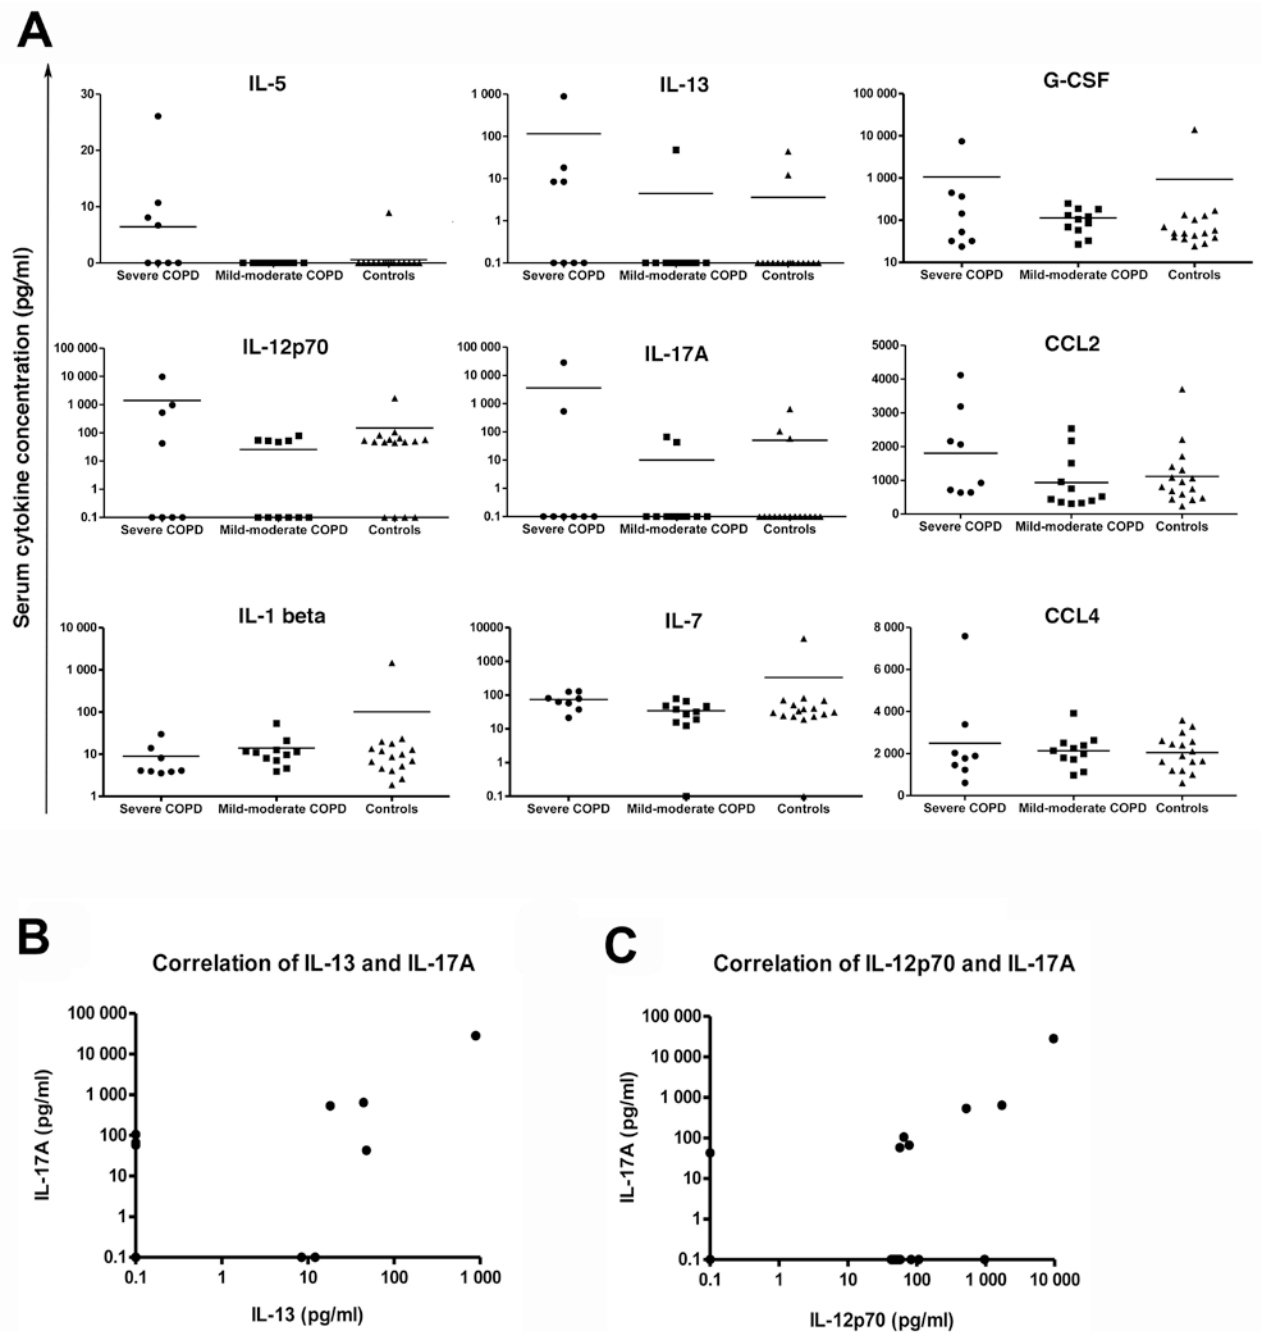 A
Serum cytokine concentration (pg/ml)
IL-5
30
20
10
0
Severe COPD Mild-moderate COPD Controls
IL-13
1 000
100
10
1
0.1
Severe COPD Mild-moderate COPD Controls
G-CSF
100 000
10 000
1 000
100
10
Severe COPD Mild-moderate COPD Controls
IL-12p70
100 000
10 000
1 000
100
10
1
0.1
Severe COPD Mild-moderate COPD Controls
IL-17A
100 000
10 000
1 000
100
10
1
0.1
Severe COPD Mild-moderate COPD Controls
CCL2
5000
4000
3000
2000
1000
0
Severe COPD Mild-moderate COPD Controls
IL-1 beta
10 000
1 000
100
10
1
Severe COPD Mild-moderate COPD Controls
IL-7
10000
1000
100
10
1
0.1
Severe COPD Mild-moderate COPD Controls
CCL4
8 000
6 000
4 000
2 000
0
Severe COPD Mild-moderate COPD Controls
B
Correlation of IL-13 and IL-17A
IL-17A (pg/ml)
100 000
10 000
1 000
100
10
1
0.1
0.1 1 10 100 1 000
IL-13 (pg/ml)
C
Correlation of IL-12p70 and IL-17A
IL-17A (pg/ml)
100 000
10 000
1 000
100
10
1
0.1
0.1 1 10 100 1 000 10 000
IL-12p70 (pg/ml)